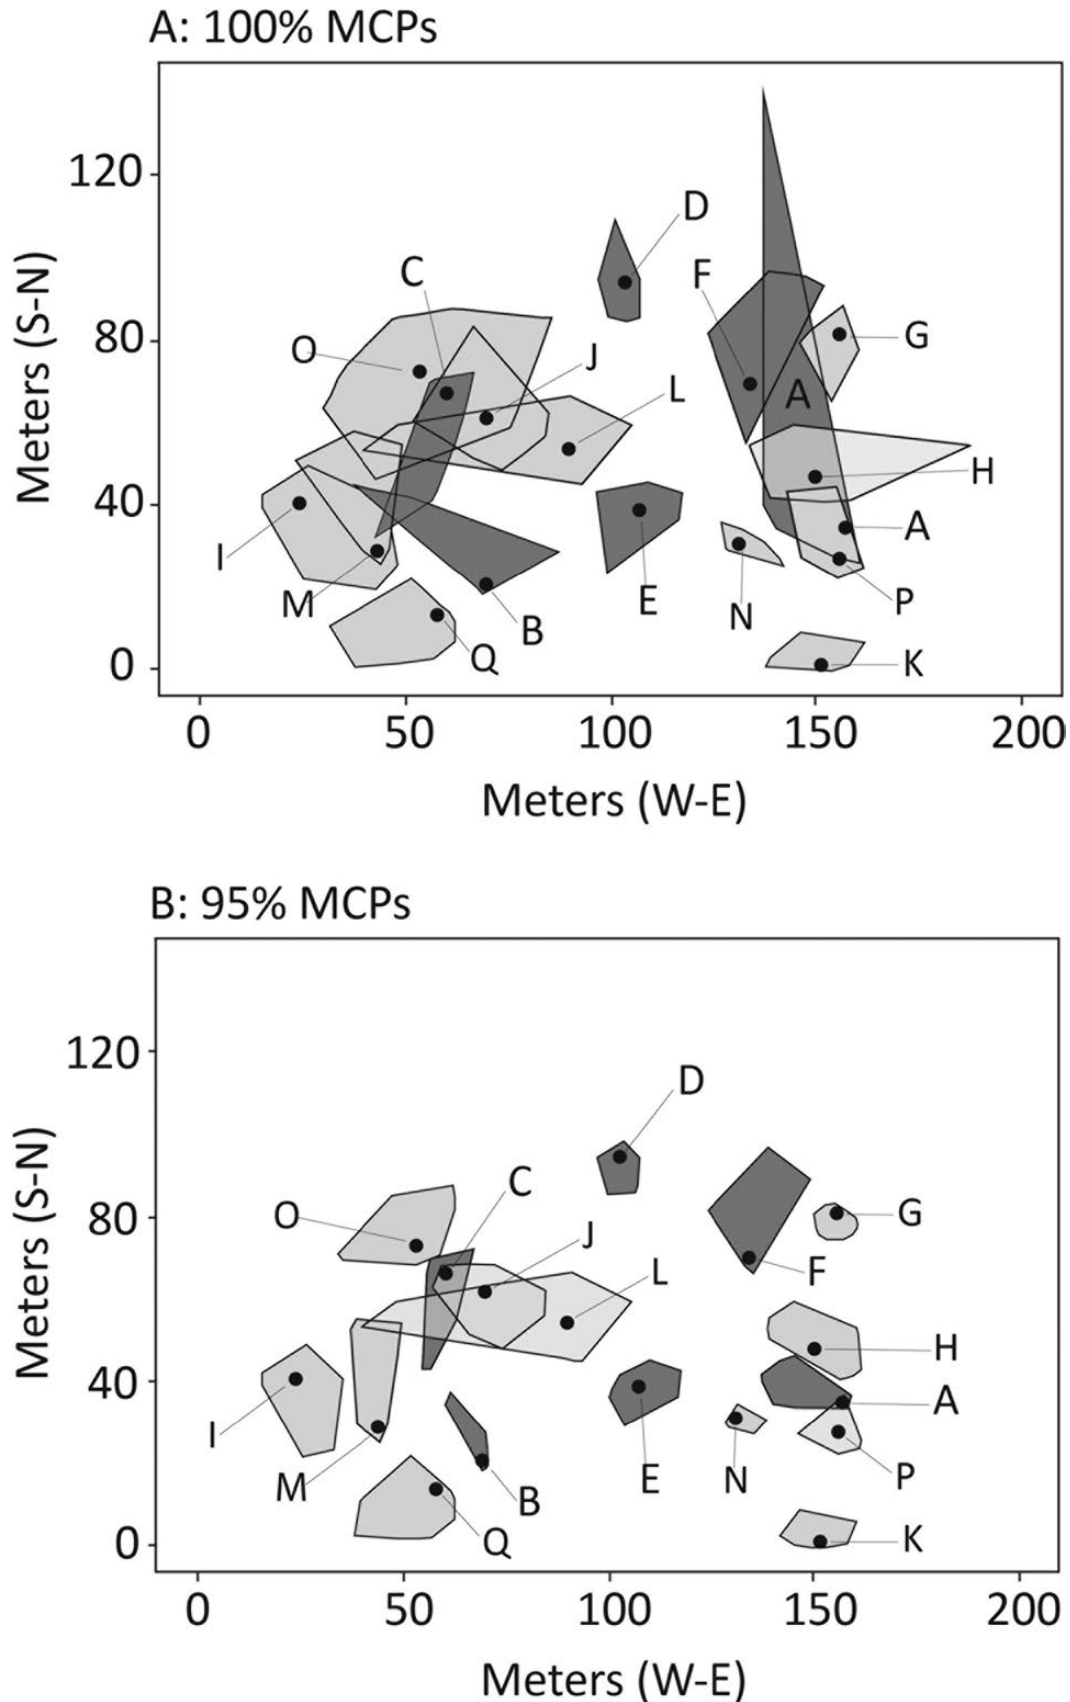 A: 100% MCPs
120
D
C
F
80
G
O
J
L
A
H
Meters (S-N)
40
A
I
E
P
M
N
B
Q
K
0
0 50 100 150 200
Meters (W-E)
B: 95% MCPs
120
D
C
80
G
O
J
F
L
H
Meters (S-N)
40
A
I
E
N
P
M
B
Q
K
0
0 50 100 150 200
Meters (W-E)